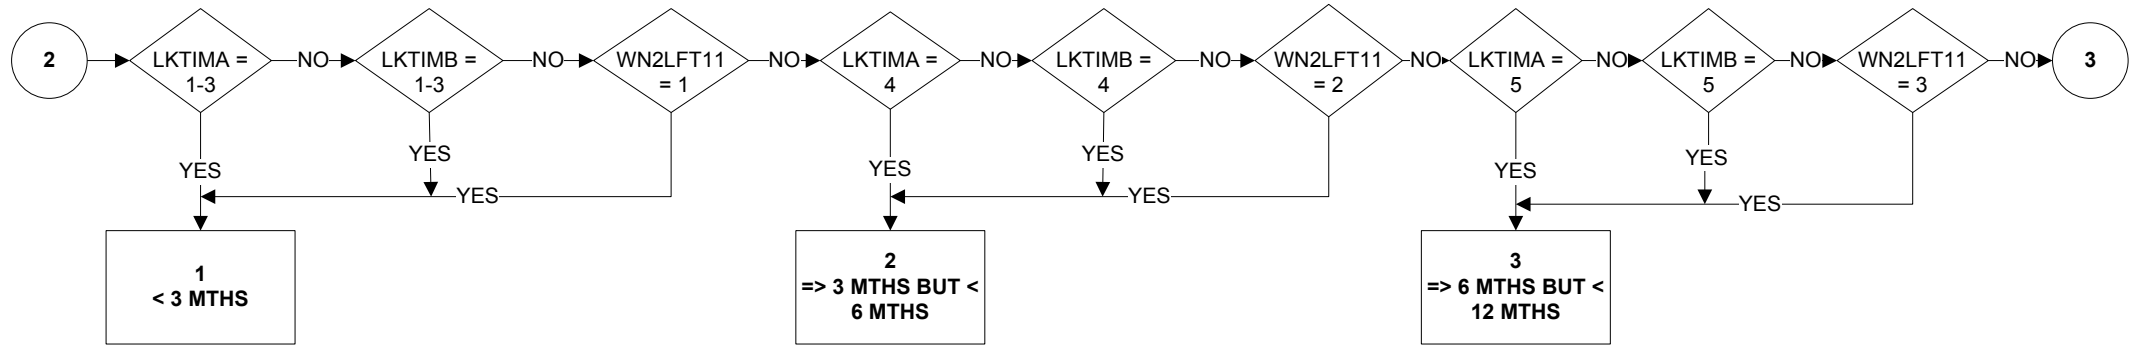 2
LKTIMA =
1-3
NO
LKTIMB =
1-3
NO
WN2LFT11
= 1
NO
LKTIMA =
4
NO
LKTIMB =
4
NO
WN2LFT11
= 2
NO
LKTIMA =
5
NO
LKTIMB =
5
NO
WN2LFT11
= 3
NO
3
YES
YES
YES
YES
YES
YES
YES
YES
YES
1
< 3 MTHS
2
=> 3 MTHS BUT <
6 MTHS
3
=> 6 MTHS BUT <
12 MTHS